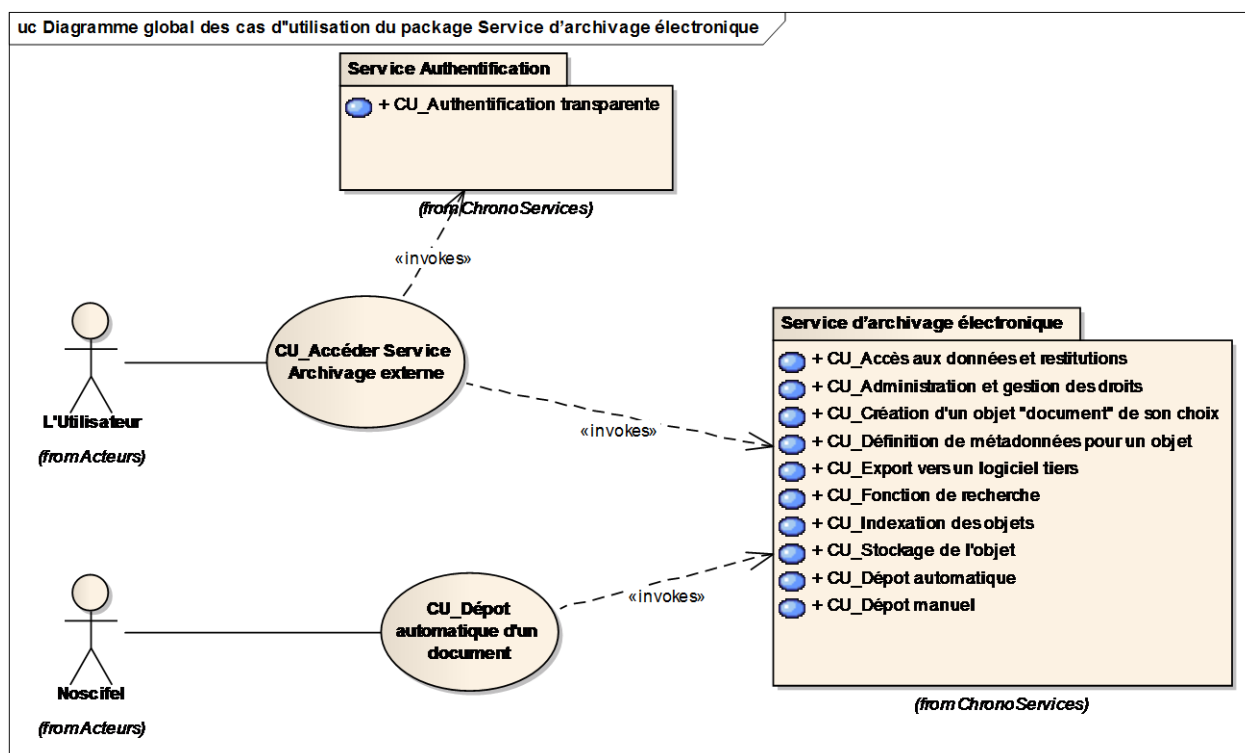 uc Diagramme global des cas d"utilisation du package Service d'archivage électronique
Service Authentification
+ CU_Authentification transparente
(from ChronoServices)
«invokes»
CU_Accéder Service
Archivage externe
L'Utilisateur
(from Acteurs)
«invokes»
Service d'archivage électronique
+ CU_Accès aux données et restitutions
+ CU_Administration et gestion des droits
+ CU_Création d'un objet "document" de son choix
+ CU_Définition de métadonnées pour un objet
+ CU_Export vers un logiciel tiers
+ CU_Fonction de recherche
+ CU_Indexation des objets
+ CU_Stockage de l'objet
+ CU_Dépot automatique
+ CU_Dépot manuel
(from ChronoServices)
«invokes»
CU_Dépot
automatique d'un
document
Noscifel
(from Acteurs)